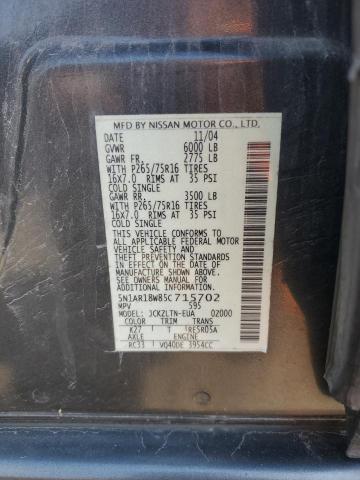 MFD BY NISSAN MOTOR CO., LTD.
DATE 11/04
GVWR 6000 LB
GAWR FR. 2775 LB
WITH P265/75R16 TIRES
16X7.0 RIMS AT 35 PSI
COLD SINGLE
GAWR RR. 3500 LB
WITH P265/75R16 TIRES
16X7.0 RIMS AT 35 PSI
COLD SINGLE
THIS VEHICLE CONFORMS TO ALL
APPLICABLE FEDERAL MOTOR
VEHICLE SAFETY AND
THEFT PREVENTION STANDARDS IN
EFFECT ON THE DATE OF
MANUFACTURE SHOWN ABOVE.
SEE OWNERS MANUAL FOR ADDITIONAL
INFORMATION.
5N1AR18W85C715702
MPV 595
MODEL: JCKZLTN-EUA 02000
COLOR TRIM TRANS
K27 T RE5R05A
AXLE ENGINE
RC33 VQ40DE 3954CC